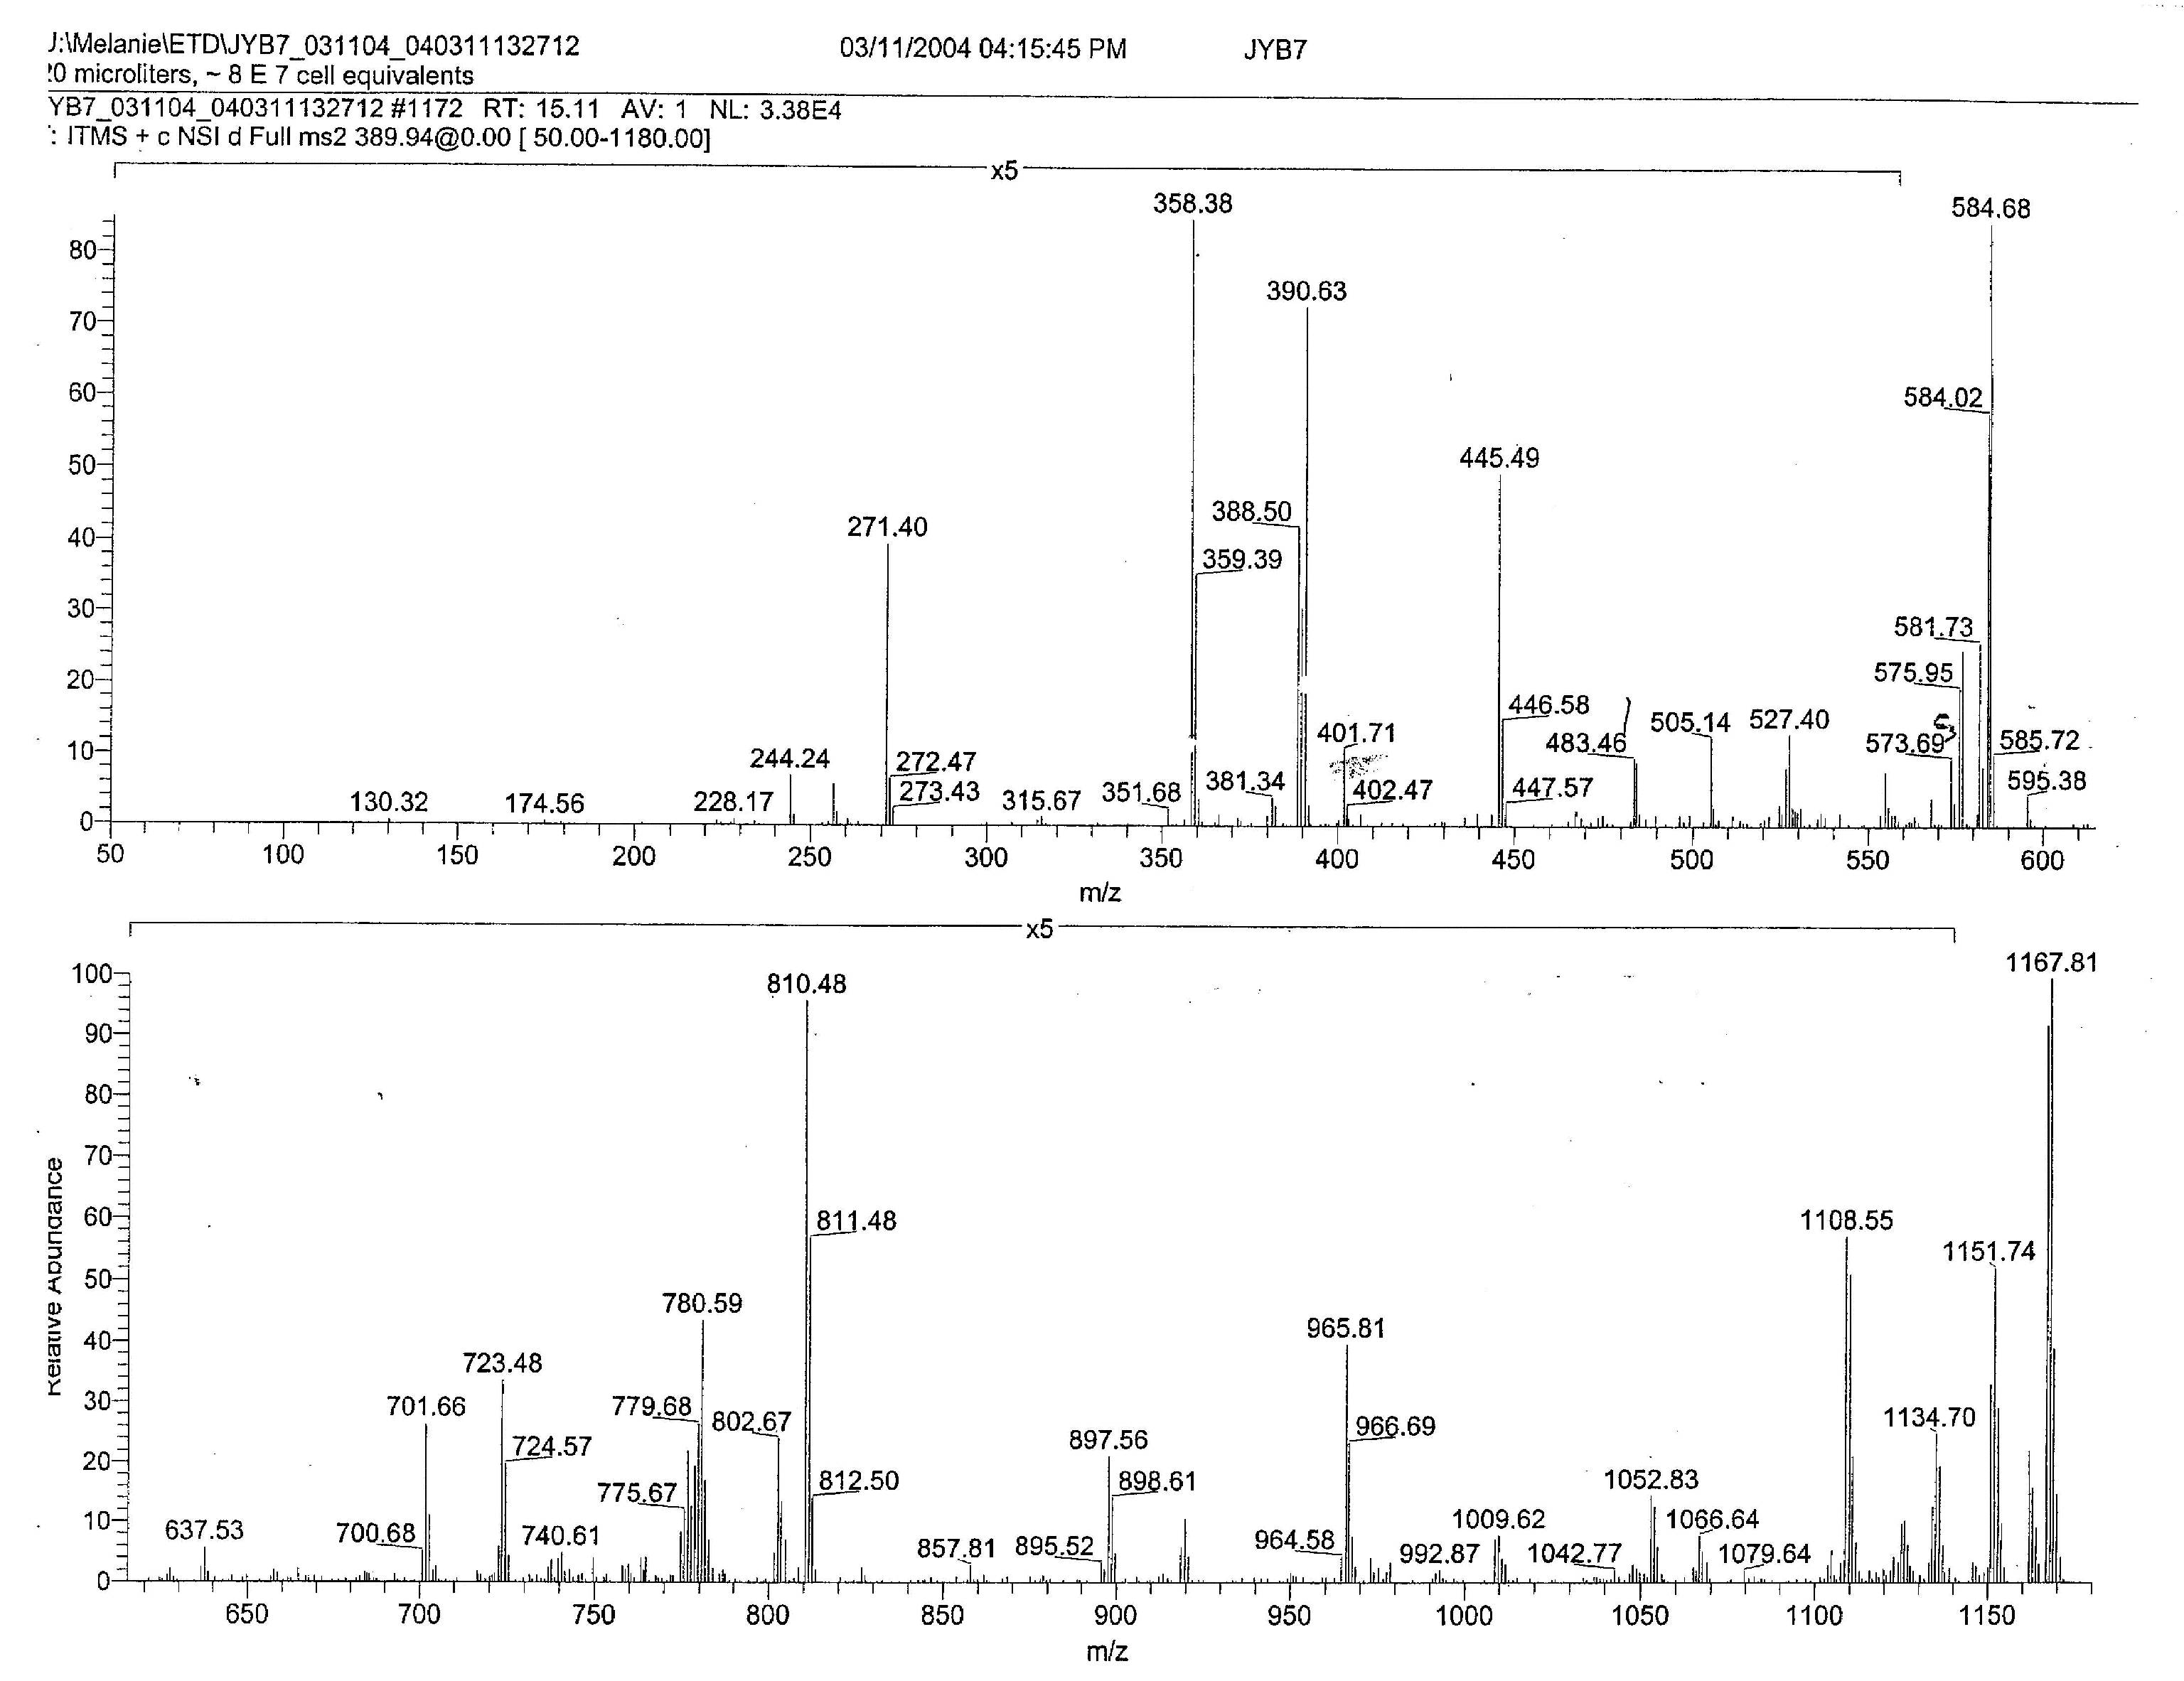 J:\Melanie\ETD\JYB7_031104_040311132712 03/11/2004 04:15:45 PM JYB7
!0 microliters, ~ 8 E 7 cell equivalents
YB7_031104_040311132712 #1172 RT: 15.11 AV: 1 NL: 3.38E4
: ITMS + c NSI d Full ms2 389.94@0.00 [ 50.00-1180.00]
x5
358.38 584.68
80
390.63
70
60 584.02
50 445.49
40 271.40 388.50
359.39
30
581.73
20 575.95
446.58 505.14 527.40
10 244.24 272.47 401.71 483.46 573.69 585.72
130.32 174.56 228.17 273.43 315.67 351.68 381.34 402.47 447.57 595.38
0
50 100 150 200 250 300 350 400 450 500 550 600
m/z
x5
100 810.48 1167.81
90
80
70
Relative Abundance
60 811.48 1108.55
50 1151.74
780.59
40 965.81
723.48
30 701.66 779.68 802.67 1134.70
20 724.57 897.56 966.69
775.67 812.50 898.61 1052.83
10 637.53 700.68 740.61 857.81 895.52 964.58 992.87 1009.62 1042.77 1066.64 1079.64
0
650 700 750 800 850 900 950 1000 1050 1100 1150
m/z